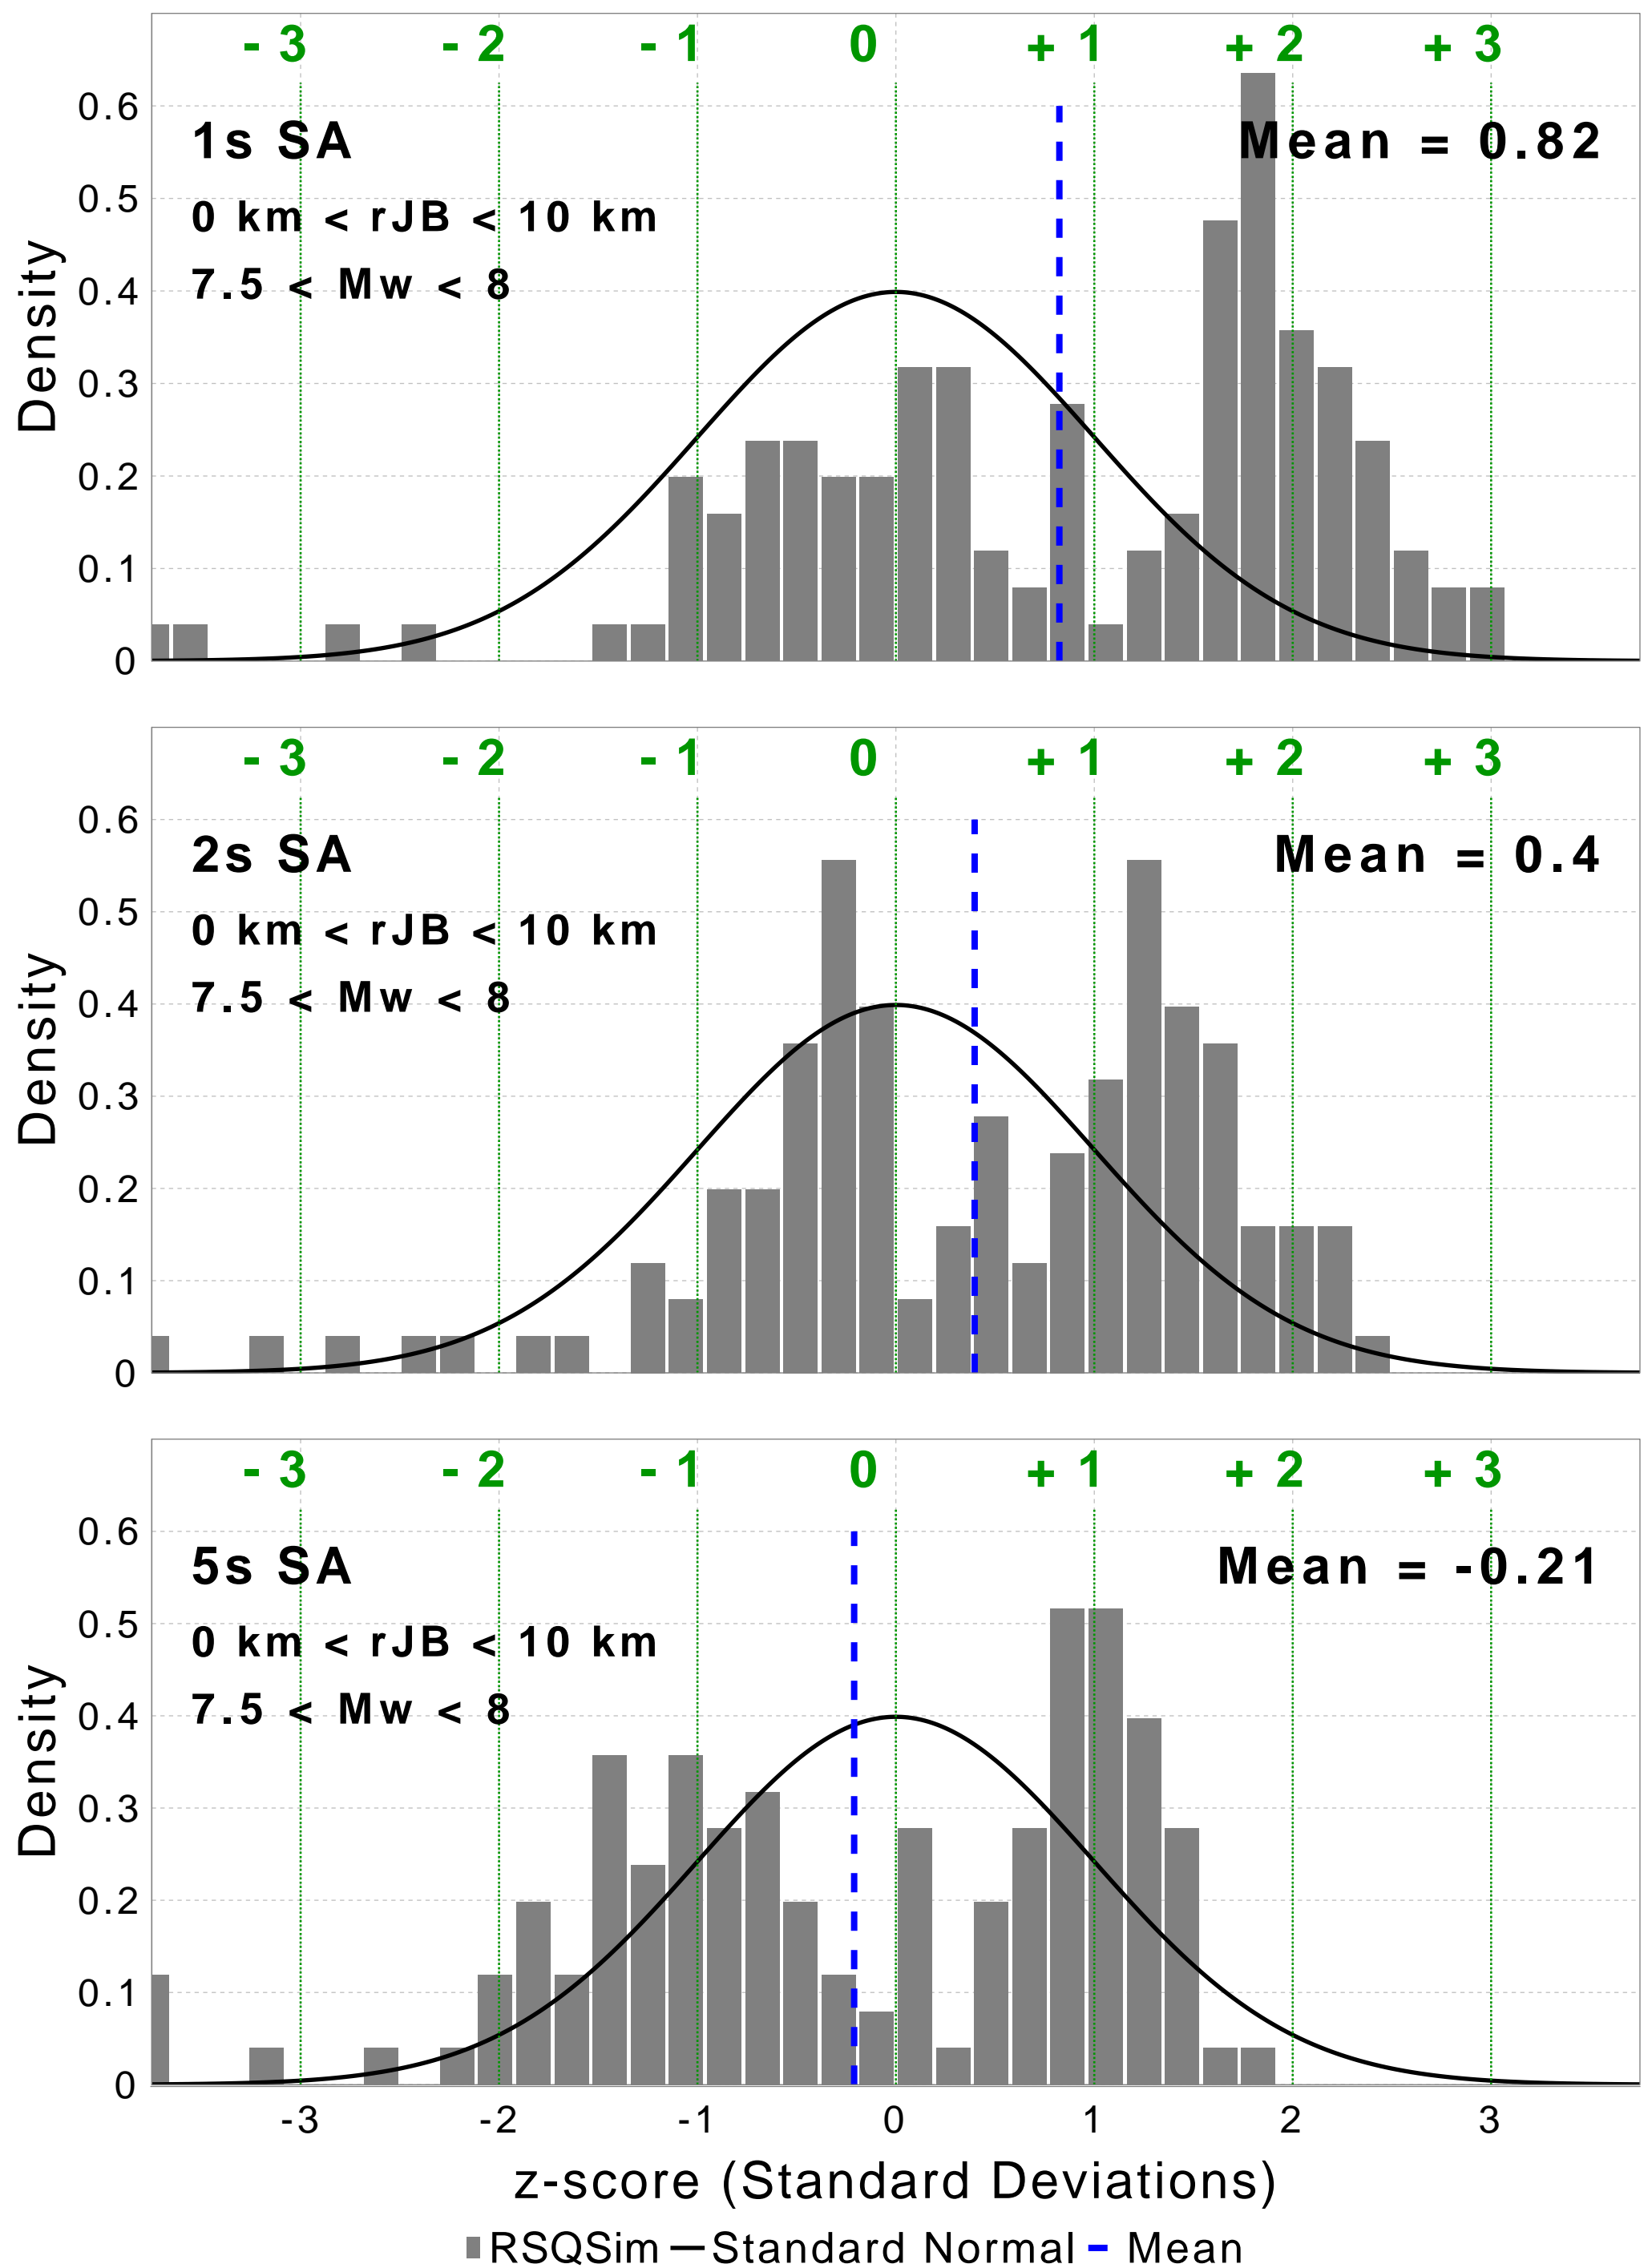 - 3 - 2 - 1 0 + 1 + 2 + 3
0.6
1s SA Mean = 0.82
0.5
0 km < rJB < 10 km
7.5 < Mw < 8
0.4
Density
0.3
0.2
0.1
0
- 3 - 2 - 1 0 + 1 + 2 + 3
0.6
2s SA Mean = 0.4
0.5
0 km < rJB < 10 km
7.5 < Mw < 8
0.4
Density
0.3
0.2
0.1
0
- 3 - 2 - 1 0 + 1 + 2 + 3
0.6
5s SA Mean = -0.21
0.5
0 km < rJB < 10 km
7.5 < Mw < 8
0.4
Density
0.3
0.2
0.1
0
-3 -2 -1 0 1 2 3
z-score (Standard Deviations)
RSQSim Standard Normal Mean